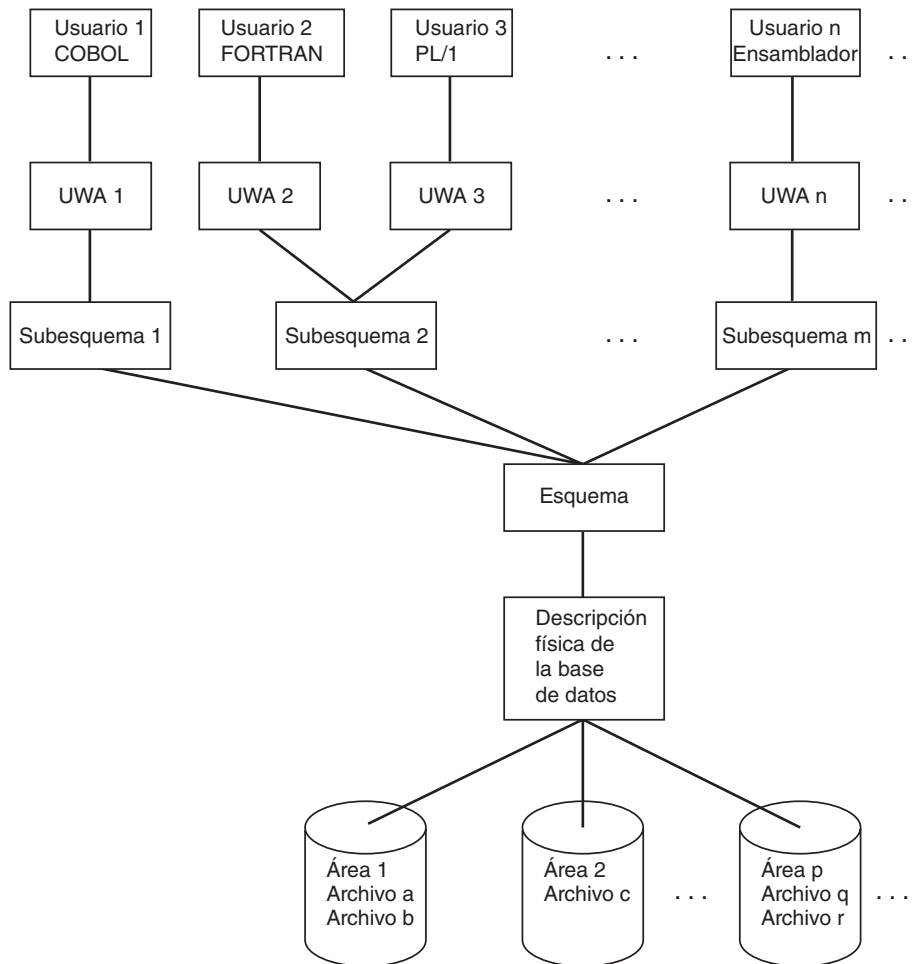 Usuario 1
COBOL
Usuario 2
FORTRAN
Usuario 3
PL/1
. . .
Usuario n
Ensamblador
. .
UWA 1
UWA 2
UWA 3
. . .
UWA n
. .
Subesquema 1
Subesquema 2
. . .
Subesquema m
. .
Esquema
Descripción
física de
la base
de datos
Área 1
Archivo a
Archivo b
Área 2
Archivo c
. . .
Área p
Archivo q
Archivo r
. . .